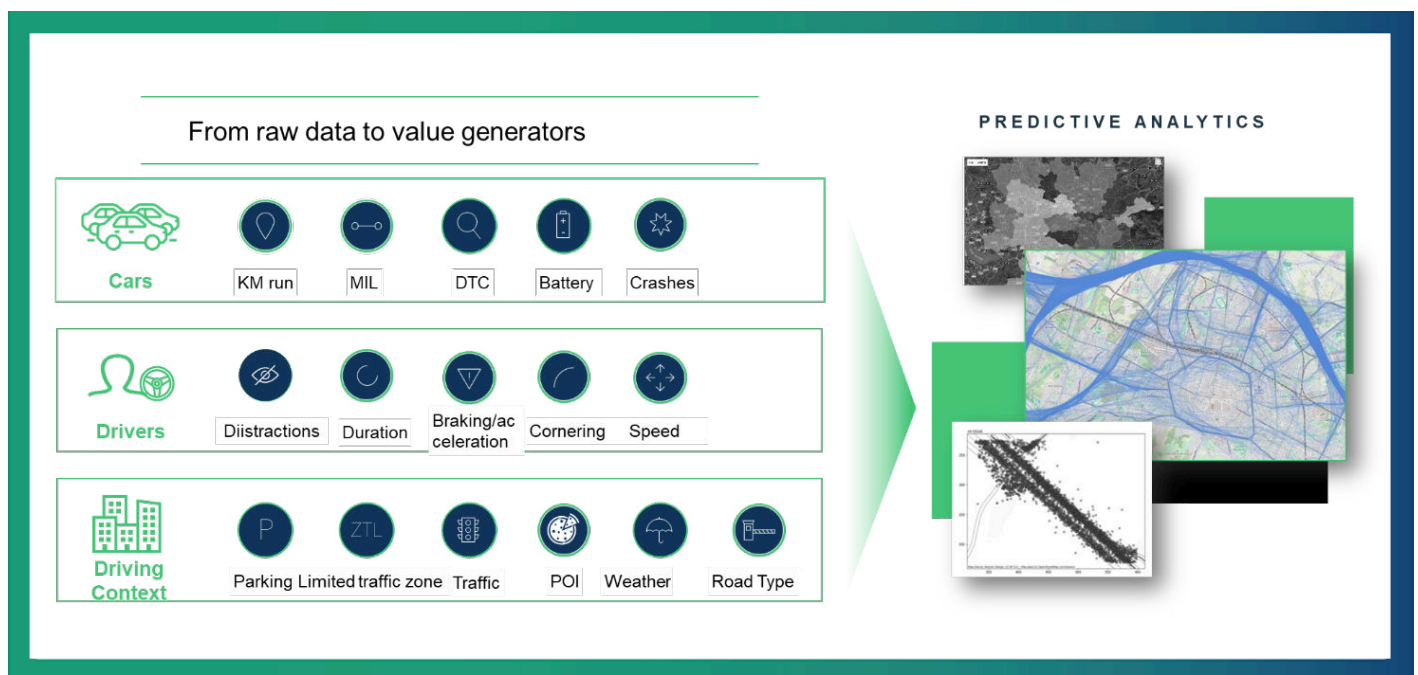 From raw data to value generators
PREDICTIVE ANALYTICS
Cars
KM run
MIL
DTC
Battery
Crashes
Drivers
Diistractions
Duration
Braking/ac
celeration
Cornering
Speed
Driving
Context
P
ZTL
Parking
Limited traffic zone
Traffic
POI
Weather
Road Type